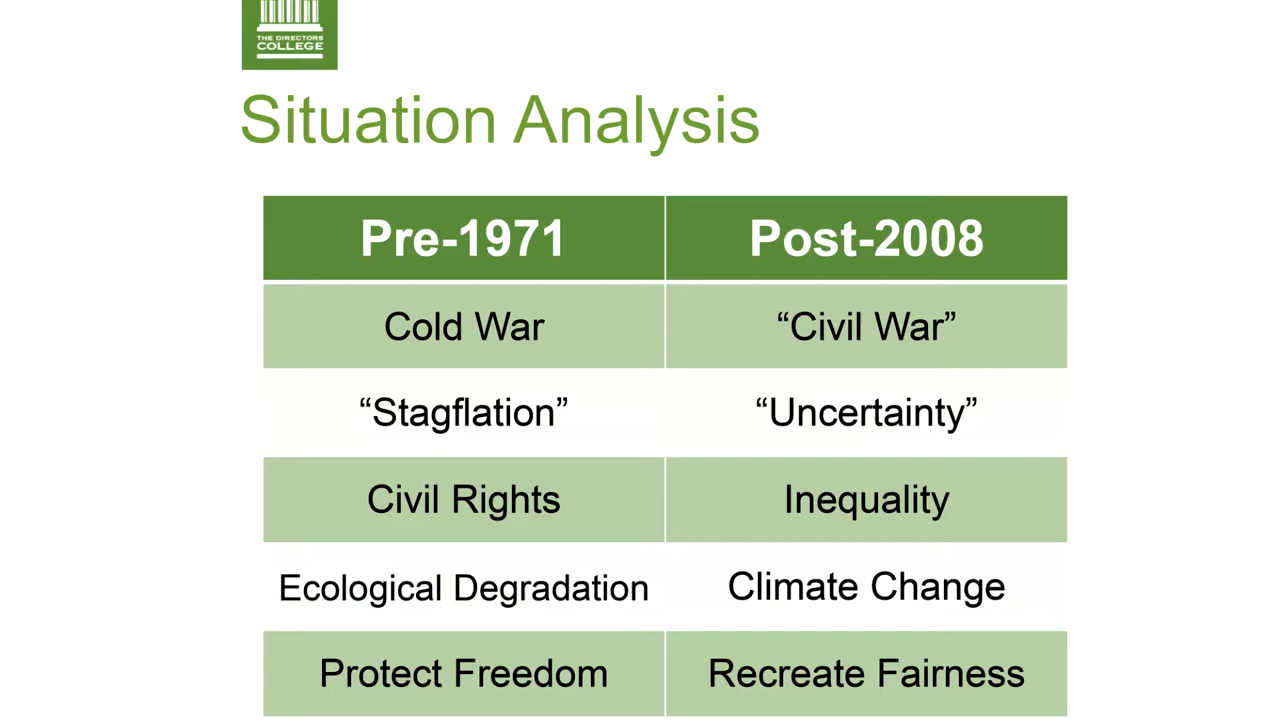 THE DIRECTORS
COLLEGE
Situation Analysis
Pre-1971 Post-2008
Cold War “Civil War”
“Stagflation” “Uncertainty”
Civil Rights Inequality
Ecological Degradation Climate Change
Protect Freedom Recreate Fairness